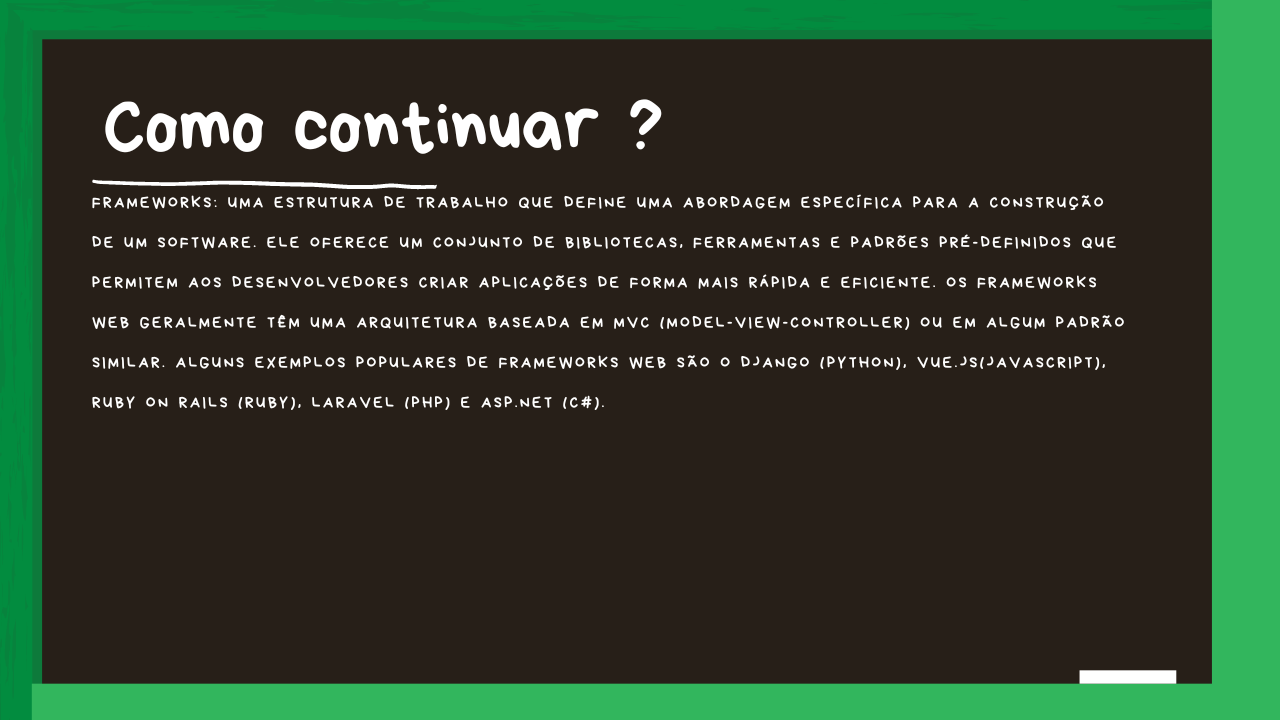 Como continuar ?
FRAMEWORKS: UMA ESTRUTURA DE TRABALHO QUE DEFINE UMA ABORDAGEM ESPECÍFICA PARA A CONSTRUÇÃO
DE UM SOFTWARE. ELE OFERECE UM CONJUNTO DE BIBLIOTECAS, FERRAMENTAS E PADRÕES PRÉ-DEFINIDOS QUE
PERMITEM AOS DESENVOLVEDORES CRIAR APLICAÇÕES DE FORMA MAIS RÁPIDA E EFICIENTE. OS FRAMEWORKS
WEB GERALMENTE TÊM UMA ARQUITETURA BASEADA EM MVC (MODEL-VIEW-CONTROLLER) OU EM ALGUM PADRÃO
SIMILAR. ALGUNS EXEMPLOS POPULARES DE FRAMEWORKS WEB SÃO O DJANGO (PYTHON), VUE.JS(JAVASCRIPT),
RUBY ON RAILS (RUBY), LARAVEL (PHP) E ASP.NET (C#).